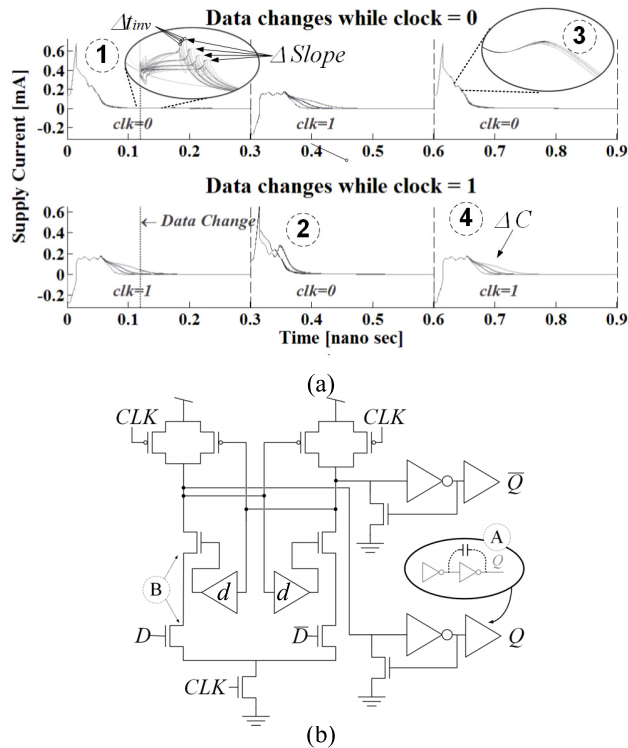 Data changes while clock = 0
Δt inv
Δ Slope
1
3
0.6
0.4
0.2
0
-0.2
clk=0
clk=1
clk=0
0 0.1 0.2 0.3 0.4 0.5 0.6 0.7 0.8 0.9
Supply Current [mA]
Data changes while clock = 1
0.6
0.4
0.2
0
-0.2
← Data Change
2
4
ΔC
clk=1
clk=0
clk=1
0 0.1 0.2 0.3 0.4 0.5 0.6 0.7 0.8 0.9
Time [nano sec]
(a)
CLK
CLK
Q̅
A
Q
B
d
d
D
D̅
Q
CLK
(b)